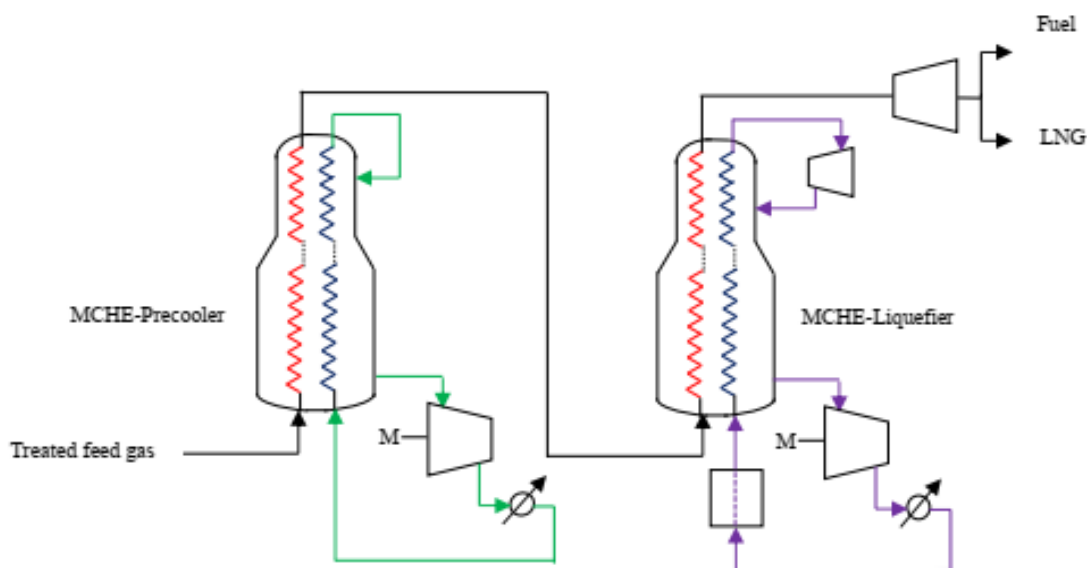 Fuel
LNG
MCHE-Precooler
MCHE-Liquefier
Treated feed gas
M
M